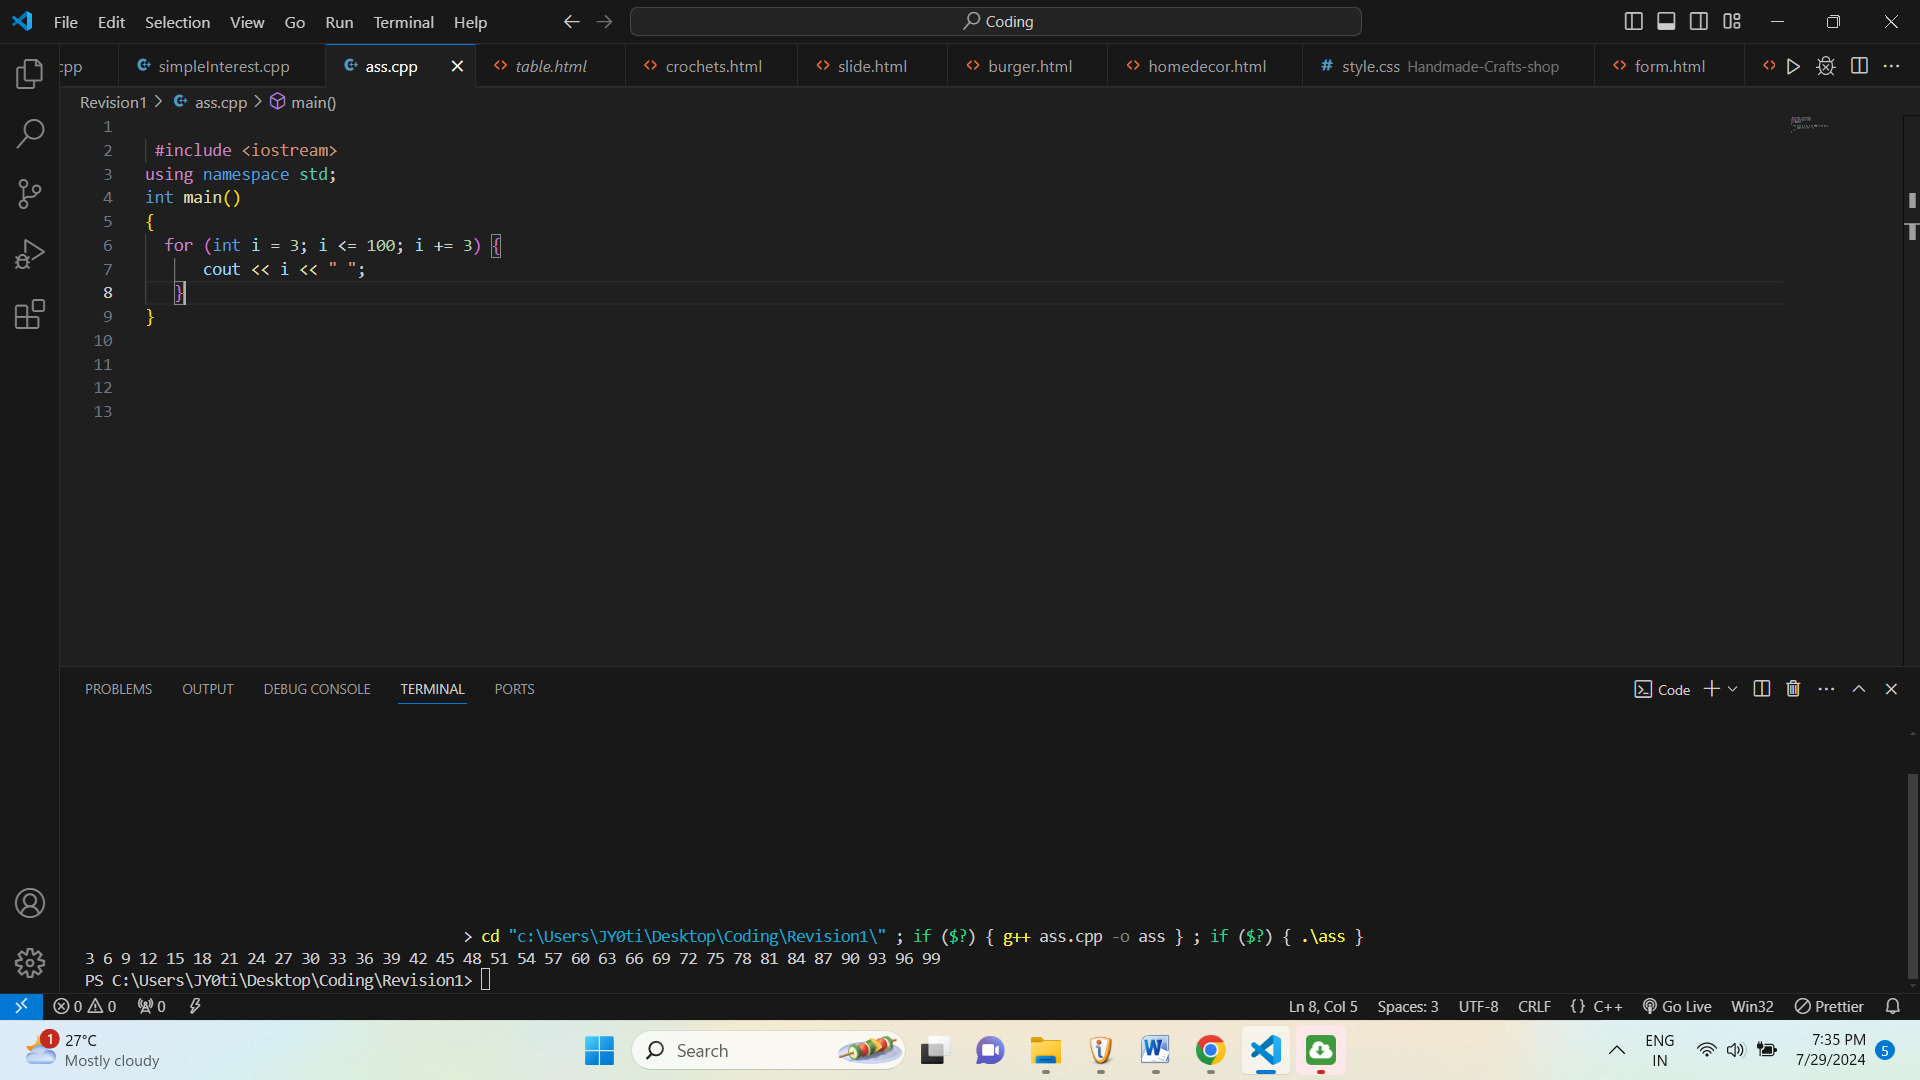 File Edit Selection View Go Run Terminal Help
Coding
cpp simpleInterest.cpp ass.cpp table.html crochets.html slide.html burger.html homedecor.html style.css Handmade-Crafts-shop form.html
Revision1 > ass.cpp > main()
1
2 #include <iostream>
3 using namespace std;
4 int main()
5 {
6 for (int i = 3; i <= 100; i += 3) {
7 cout << i << " ";
8 }
9 }
10
11
12
13
PROBLEMS OUTPUT DEBUG CONSOLE TERMINAL PORTS
Code
> cd "c:\Users\JY0ti\Desktop\Coding\Revision1\" ; if ($?) { g++ ass.cpp -o ass } ; if ($?) { .\ass }
3 6 9 12 15 18 21 24 27 30 33 36 39 42 45 48 51 54 57 60 63 66 69 72 75 78 81 84 87 90 93 96 99
PS C:\Users\JY0ti\Desktop\Coding\Revision1>
0 0 0 Ln 8, Col 5 Spaces: 3 UTF-8 CRLF {} C++ Go Live Win32 Prettier
1 27°C
Mostly cloudy
Search
ENG
IN
7:35 PM
7/29/2024
5